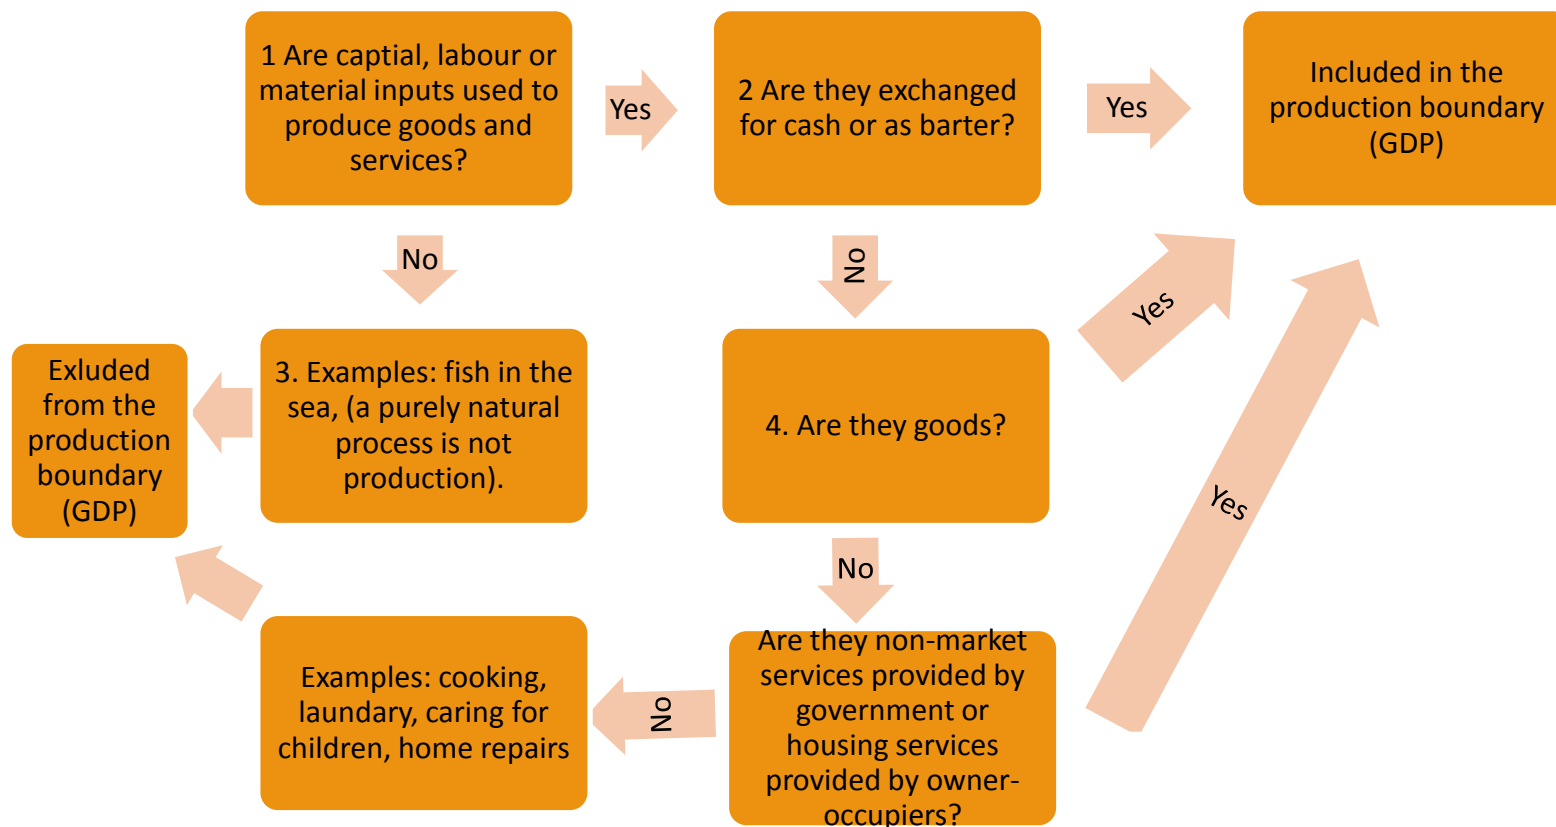 1 Are captial, labour or
material inputs used to
produce goods and
services?
Yes
2 Are they exchanged
for cash or as barter?
Yes
Included in the
production boundary
(GDP)
No
No
Yes
Exluded
from the
production
boundary
(GDP)
3. Examples: fish in the
sea, (a purely natural
process is not
production).
4. Are they goods?
Yes
No
Examples: cooking,
laundary, caring for
children, home repairs
No
Are they non-market
services provided by
government or
housing services
provided by owner-
occupiers?